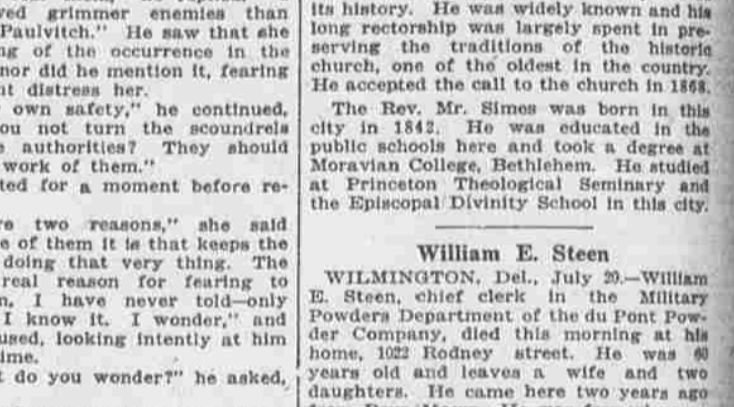 ved grimmer enemies than
Paulvitch." He saw that she
ng of the occurrence in the
nor did he mention it, fearing
ht distress her.
own safety," he continued,
ou not turn the scoundrels
e authorities? They should
work of them."
ted for a moment before re-
re two reasons," she said
e of them it is that keeps the
doing that very thing. The
real reason for fearing to
n, I have never told—only
I know it. I wonder," and
used, looking intently at him
ime.
t do you wonder?" he asked,
its history. He was widely known and his
long rectorship was largely spent in pre-
serving the traditions of the historic
church, one of the oldest in the country.
He accepted the call to the church in 1868.
The Rev. Mr. Simes was born in this
city in 1842. He was educated in the
public schools here and took a degree at
Moravian College, Bethlehem. He studied
at Princeton Theological Seminary and
the Episcopal Divinity School in this city.
William E. Steen
WILMINGTON, Del., July 20.—William
E. Steen, chief clerk in the Military
Powders Department of the du Pont Pow-
der Company, died this morning at his
home, 1022 Rodney street. He was 60
years old and leaves a wife and two
daughters. He came here two years ago